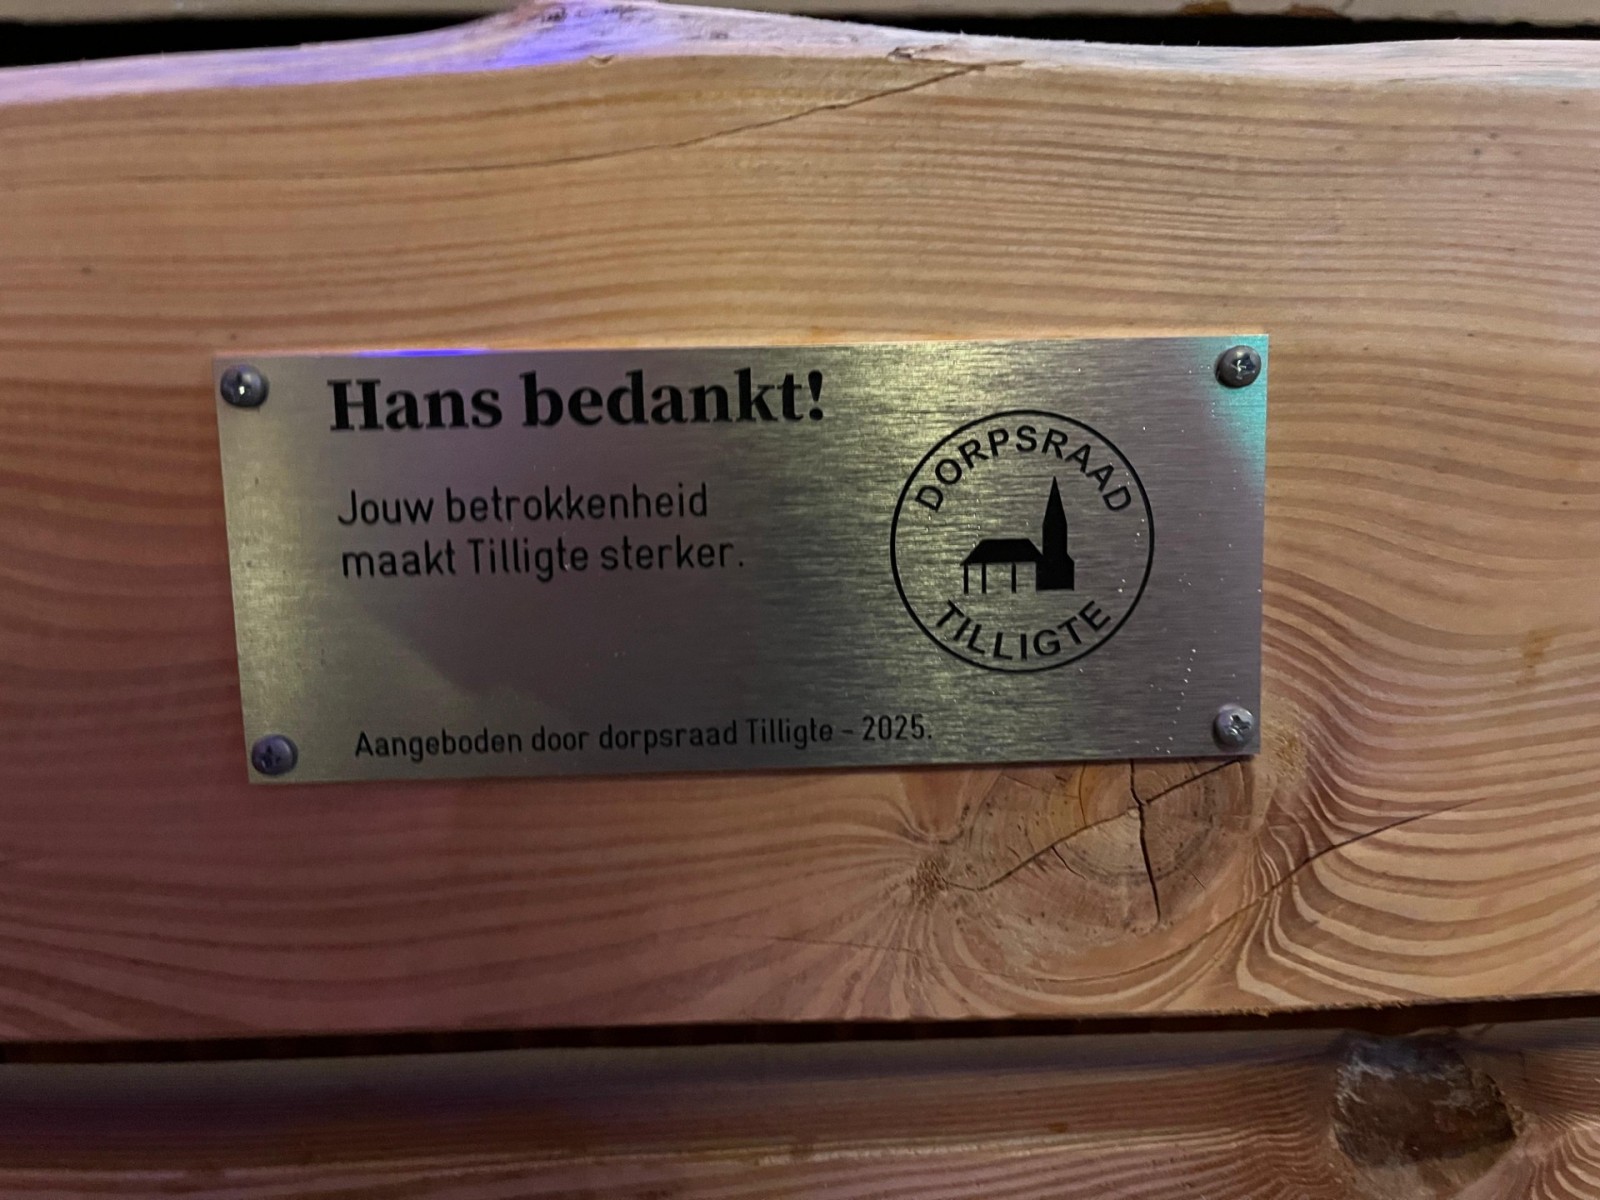 Hans bedankt!
Jouw betrokkenheid
maakt Tilligte sterker.
DORPSRAAD
TILLIGTE
Aangeboden door dorpsraad Tilligte - 2025.